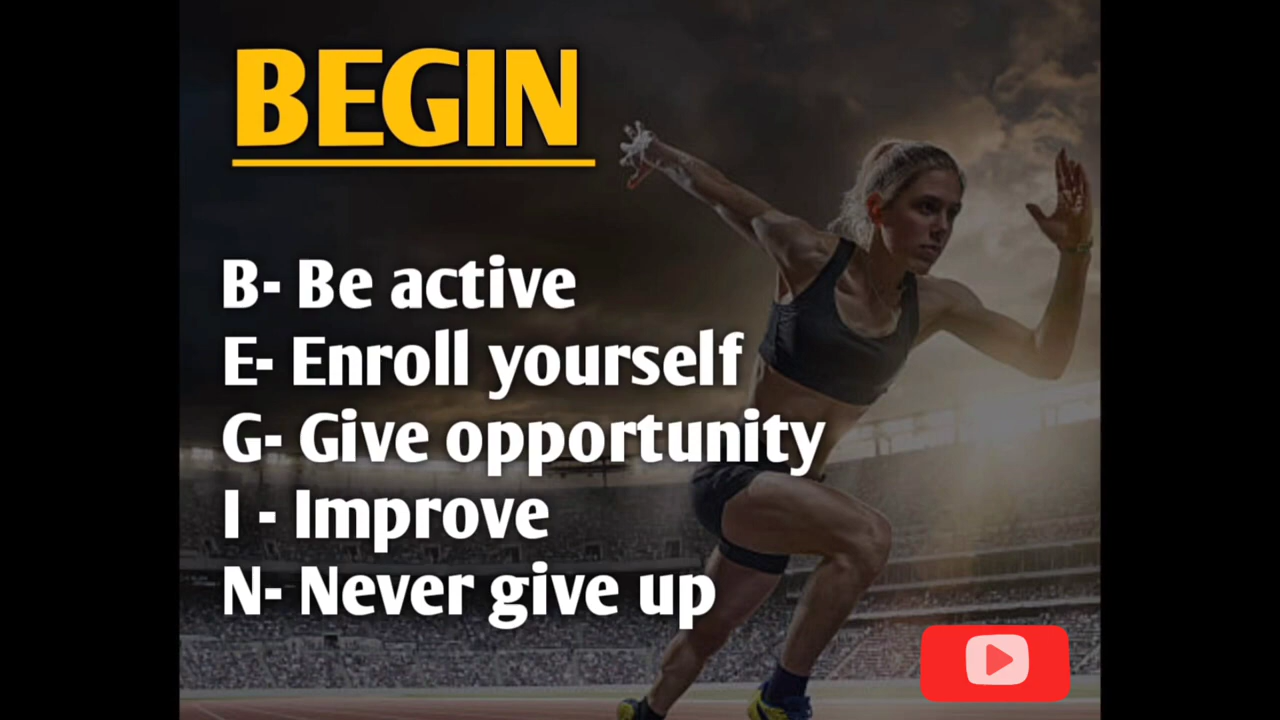 BEGIN
B- Be active
E- Enroll yourself
G- Give opportunity
I - Improve
N- Never give up